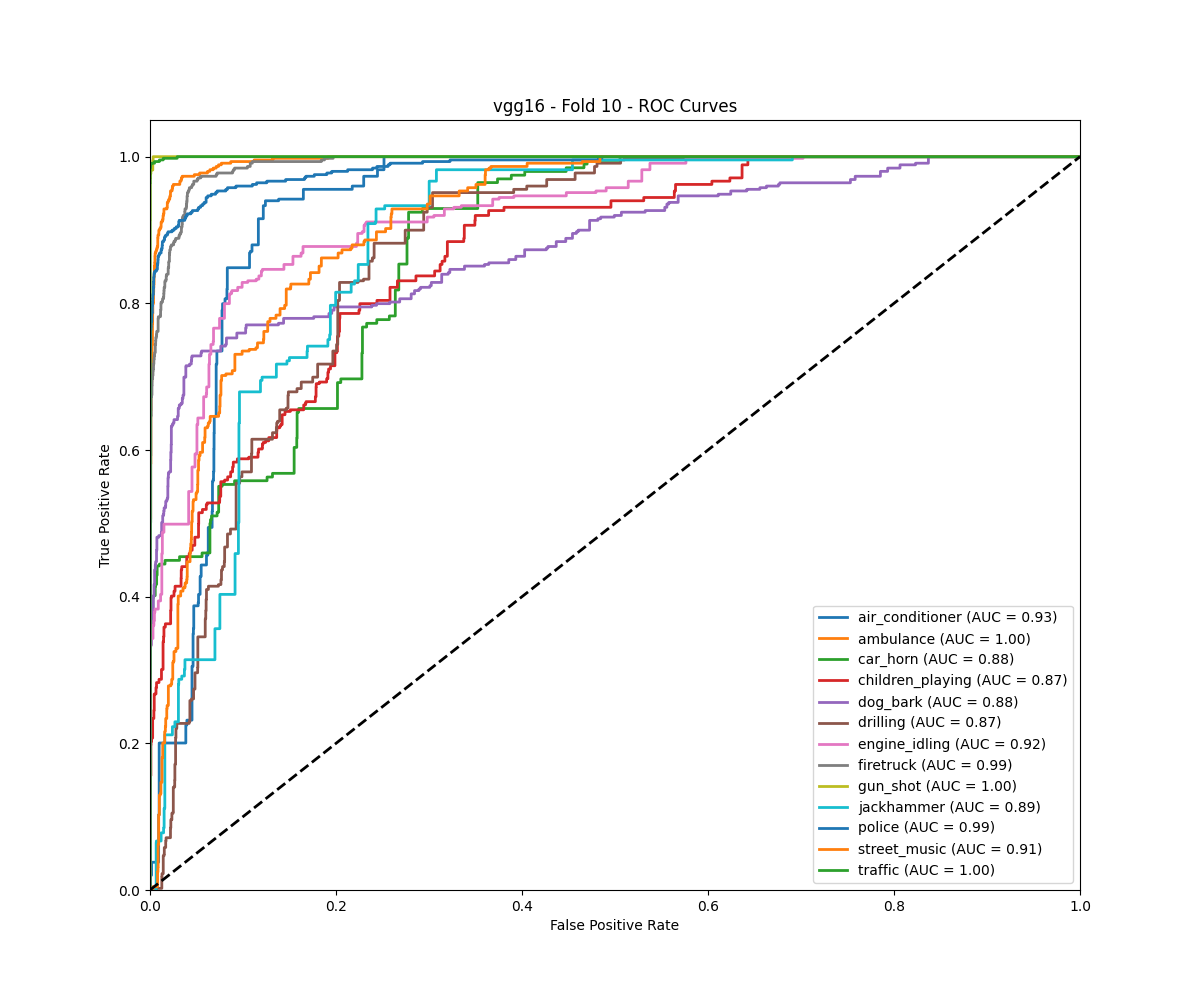 vgg16 - Fold 10 - ROC Curves
1.0
0.8
0.6
0.4
0.2
0.0
True Positive Rate
0.0 0.2 0.4 0.6 0.8 1.0
False Positive Rate
air_conditioner (AUC = 0.93)
ambulance (AUC = 1.00)
car_horn (AUC = 0.88)
children_playing (AUC = 0.87)
dog_bark (AUC = 0.88)
drilling (AUC = 0.87)
engine_idling (AUC = 0.92)
firetruck (AUC = 0.99)
gun_shot (AUC = 1.00)
jackhammer (AUC = 0.89)
police (AUC = 0.99)
street_music (AUC = 0.91)
traffic (AUC = 1.00)